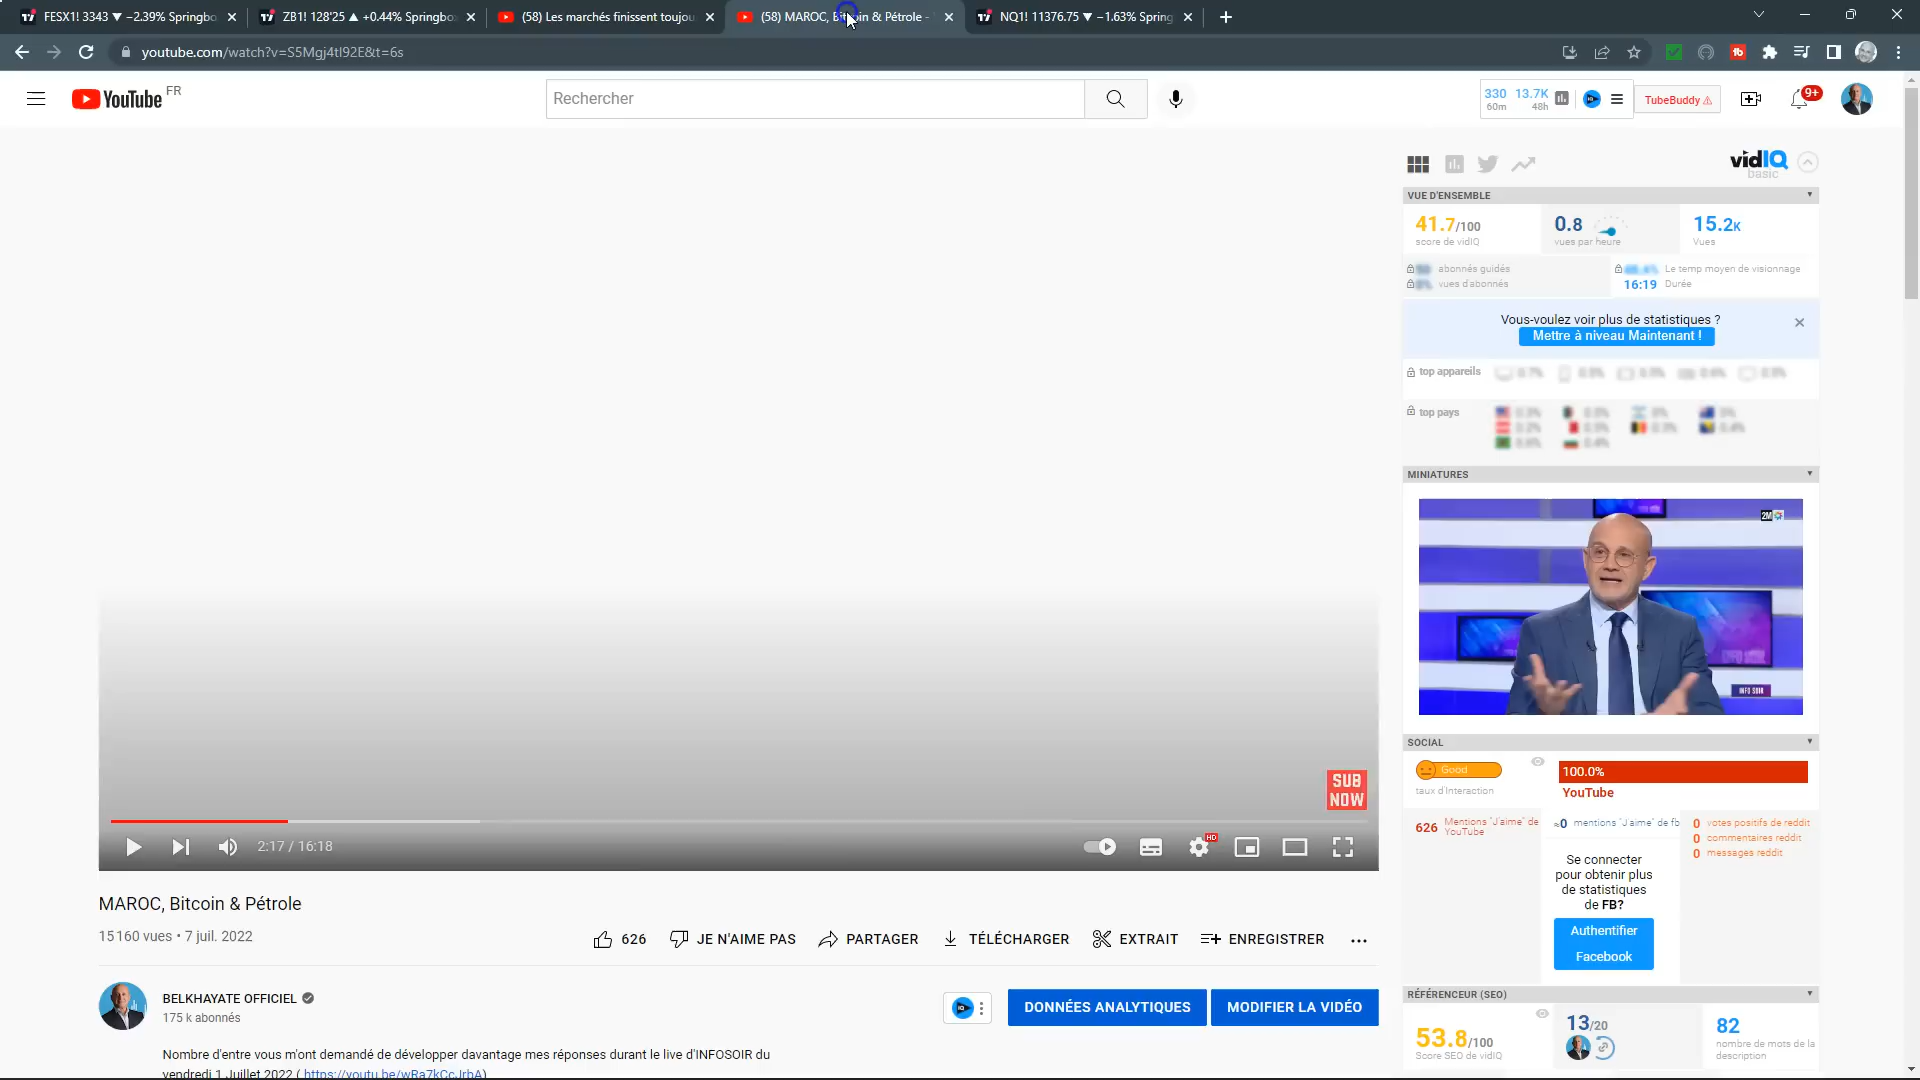 FESX1! 3343 ▼ −2.39% Springbo
ZB1! 128'25 ▲ +0.44% Springbo
(58) Les marchés finissent toujou
(58) MAROC, Bitcoin & Pétrole -
NQ1! 11376.75 ▼ −1.63% Spring
youtube.com/watch?v=S5Mgj4tI92E&t=6s
YouTube FR
Rechercher
330 13.7K
60m 48h
TubeBuddy
9+
vidIQ
basic
VUE D'ENSEMBLE
41.7/100 0.8 15.2K
score de vidIQ vues par heure Vues
abonnés guidés Le temp moyen de visionnage
vues d'abonnés 16:19 Durée
Vous-voulez voir plus de statistiques ?
Mettre à niveau Maintenant !
top appareils
top pays
MINIATURES
2M
INFO SOIR
SOCIAL
Good 100.0%
taux d'Interaction YouTube
626 Mentions "J'aime" de
YouTube
≈0 mentions "J'aime" de fb
0 votes positifs de reddit
0 commentaires reddit
0 messages reddit
Se connecter
pour obtenir plus
de statistiques
de FB?
Authentifier
Facebook
RÉFÉRENCEUR (SEO)
53.8/100
Score SEO de vidIQ
13/20
82
nombre de mots de la
description
SUB
NOW
HD
2:17 / 16:18
MAROC, Bitcoin & Pétrole
15 160 vues • 7 juil. 2022
626 JE N'AIME PAS PARTAGER TÉLÉCHARGER EXTRAIT ENREGISTRER
BELKHAYATE OFFICIEL
175 k abonnés
DONNÉES ANALYTIQUES MODIFIER LA VIDÉO
Nombre d'entre vous m'ont demandé de développer davantage mes réponses durant le live d'INFOSOIR du
vendredi 1 Juillet 2022 ( https://youtu.be/wRa7kCcJrbA)